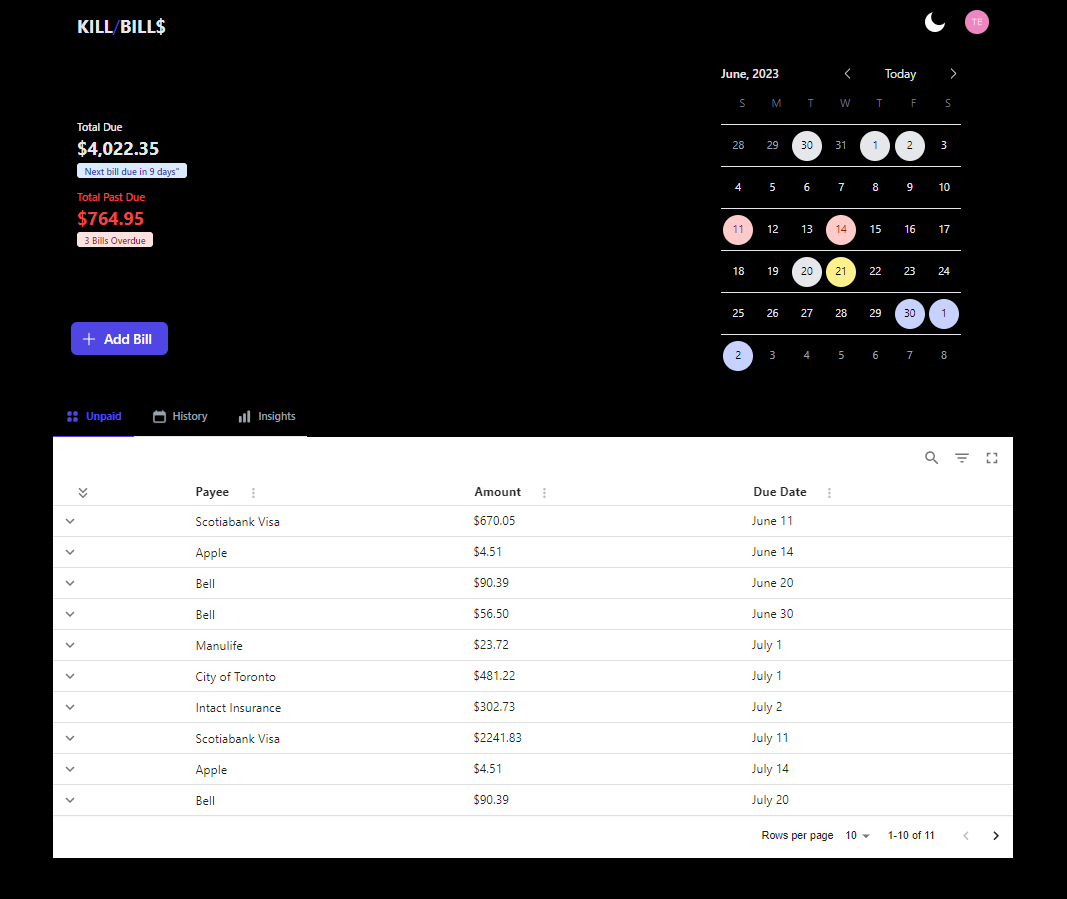 KILL/BILL$
TE
Total Due
$4,022.35
Next bill due in 9 days"
Total Past Due
$764.95
3 Bills Overdue
Add Bill
June, 2023
Today
S M T W T F S
28 29 30 31 1 2 3
4 5 6 7 8 9 10
11 12 13 14 15 16 17
18 19 20 21 22 23 24
25 26 27 28 29 30 1
2 3 4 5 6 7 8
Unpaid History Insights
Payee Amount Due Date
Scotiabank Visa $670.05 June 11
Apple $4.51 June 14
Bell $90.39 June 20
Bell $56.50 June 30
Manulife $23.72 July 1
City of Toronto $481.22 July 1
Intact Insurance $302.73 July 2
Scotiabank Visa $2241.83 July 11
Apple $4.51 July 14
Bell $90.39 July 20
Rows per page 10 1-10 of 11